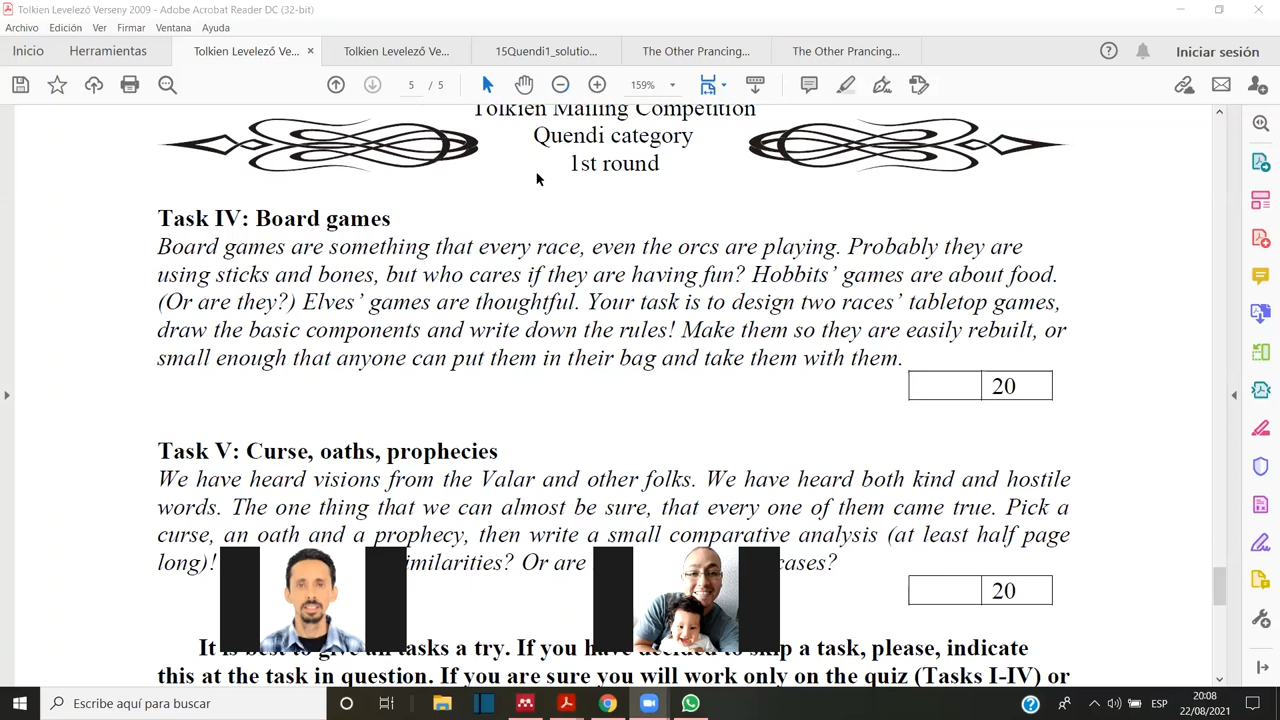 Tolkien Levelező Verseny 2009 - Adobe Acrobat Reader DC (32-bit)
Archivo Edición Ver Firmar Ventana Ayuda
Inicio Herramientas Tolkien Levelező Ve... × Tolkien Levelező Ve... 15Quendi1_solutio... The Other Prancing... The Other Prancing... Iniciar sesión
5 / 5 159%
Tolkien Mailing Competition
Quendi category
1st round
Task IV: Board games
Board games are something that every race, even the orcs are playing. Probably they are
using sticks and bones, but who cares if they are having fun? Hobbits' games are about food.
(Or are they?) Elves' games are thoughtful. Your task is to design two races' tabletop games,
draw the basic components and write down the rules! Make them so they are easily rebuilt, or
small enough that anyone can put them in their bag and take them with them.
20
Task V: Curse, oaths, prophecies
We have heard visions from the Valar and other folks. We have heard both kind and hostile
words. The one thing that we can almost be sure, that every one of them came true. Pick a
curse, an oath and a prophecy, then write a small comparative analysis (at least half page
long)! similarities? Or are cases?
20
It is best to give all tasks a try. If you have decided to skip a task, please, indicate
this at the task in question. If you are sure you will work only on the quiz (Tasks I-IV) or
Escribe aquí para buscar
ESP
20:08
22/08/2021